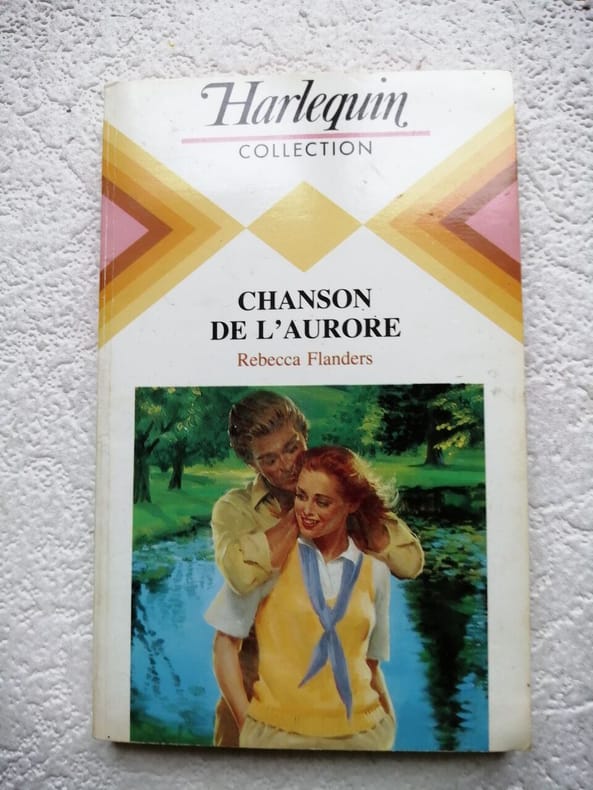 Harlequin
COLLECTION
CHANSON
DE L'AURORE
Rebecca Flanders